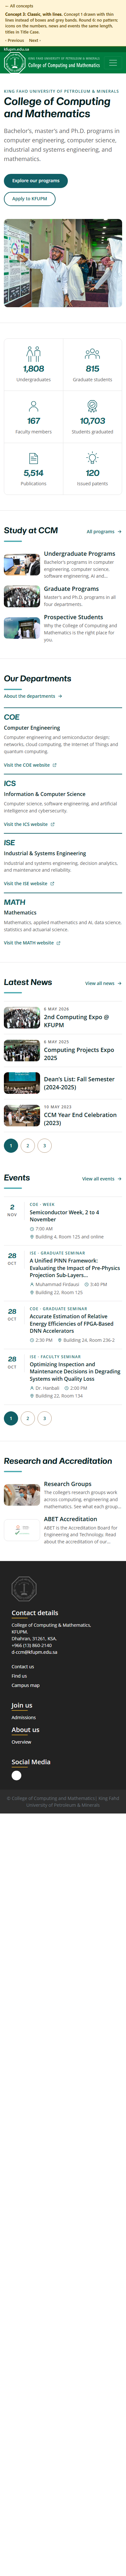 ← All concepts
Concept 3: Classic, with lines. Concept 1 drawn with thin
lines instead of boxes and grey bands. Round K: no pattern
icons on the numbers, news and events the same length,
titles in Title Case.
‹ Previous Next ›
kfupm.edu.sa
KING FAHD UNIVERSITY OF PETROLEUM & MINERALS
College of Computing and Mathematics
KING FAHD UNIVERSITY OF PETROLEUM & MINERALS
College of Computing
and Mathematics
Bachelor's, master's and Ph.D. programs in
computer engineering, computer science,
industrial and systems engineering, and
mathematics.
Explore our programs
Apply to KFUPM
1,808
Undergraduates
815
Graduate students
167
Faculty members
10,703
Students graduated
5,514
Publications
120
Issued patents
Study at CCM
All programs →
Undergraduate Programs
Bachelor's programs in computer
engineering, computer science,
software engineering, AI and...
Graduate Programs
Master's and Ph.D. programs in all
four departments.
Prospective Students
Why the College of Computing and
Mathematics is the right place for
you.
Our Departments
About the departments →
COE
Computer Engineering
Computer engineering and semiconductor design:
networks, cloud computing, the Internet of Things and
quantum computing.
Visit the COE website
ICS
Information & Computer Science
Computer science, software engineering, and artificial
intelligence and cybersecurity.
Visit the ICS website
ISE
Industrial & Systems Engineering
Industrial and systems engineering, decision analytics,
and maintenance and reliability.
Visit the ISE website
MATH
Mathematics
Mathematics, applied mathematics and AI, data science,
statistics and actuarial science.
Visit the MATH website
Latest News
View all news →
6 MAY 2026
2nd Computing Expo @
KFUPM
8 MAY 2025
Computing Projects Expo
2025
Dean's List: Fall Semester
(2024-2025)
10 MAY 2023
CCM Year End Celebration
(2023)
1 2 3
Events
View all events →
2
NOV
COE · WEEK
Semiconductor Week, 2 to 4
November
7:00 AM
Building 4, Room 125 and online
28
OCT
ISE · GRADUATE SEMINAR
A Unified PINN Framework:
Evaluating the Impact of Pre-Physics
Projection Sub-Layers...
Muhammad Firdausi 3:40 PM
Building 22, Room 125
28
OCT
COE · GRADUATE SEMINAR
Accurate Estimation of Relative
Energy Efficiencies of FPGA-Based
DNN Accelerators
2:30 PM Building 24, Room 236-2
28
OCT
ISE · FACULTY SEMINAR
Optimizing Inspection and
Maintenance Decisions in Degrading
Systems with Quality Loss
Dr. Hanbali 2:00 PM
Building 22, Room 134
1 2 3
Research and Accreditation
Research Groups
The college's research groups work
across computing, engineering and
mathematics. See what each group...
ABET Accreditation
ABET is the Accreditation Board for
Engineering and Technology. Read
about the accreditation of our...
Contact details
College of Computing & Mathematics,
KFUPM.
Dhahran, 31261, KSA.
+966 (13) 860-2140
d-ccm@kfupm.edu.sa
Contact us
Find us
Campus map
Join us
Admissions
About us
Overview
Social Media
© College of Computing and Mathematics| King Fahd
University of Petroleum & Minerals